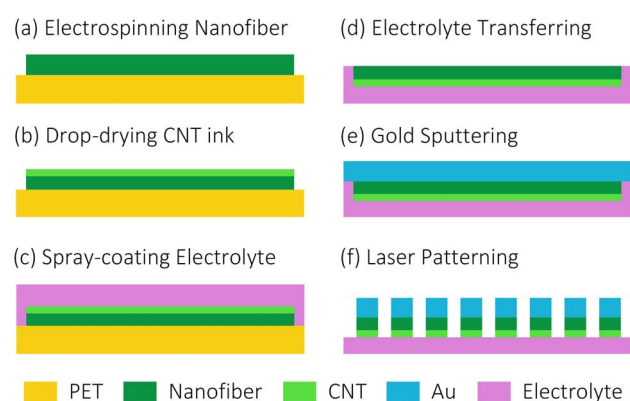 (a) Electrospinning Nanofiber
(b) Drop-drying CNT ink
(c) Spray-coating Electrolyte
(d) Electrolyte Transferring
(e) Gold Sputtering
(f) Laser Patterning
PET Nanofiber CNT Au Electrolyte